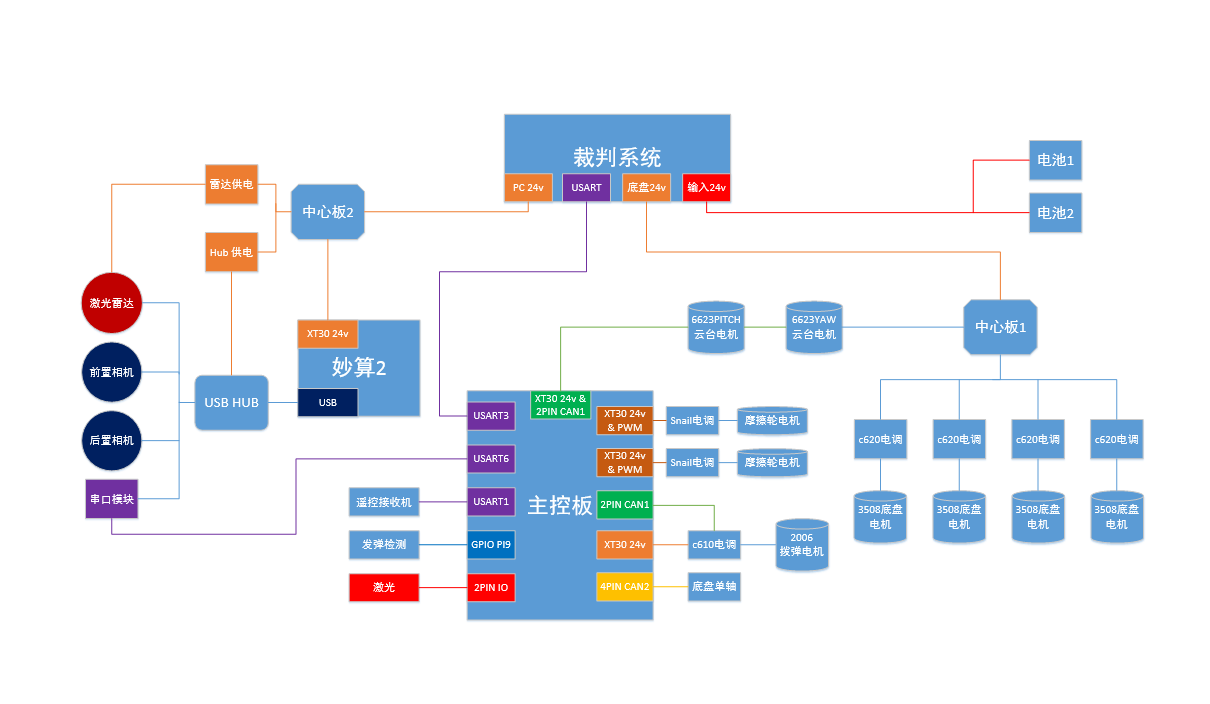 裁判系统
PC 24v
USART
底盘24v
输入24v
电池1
电池2
雷达供电
中心板2
Hub 供电
激光雷达
前置相机
后置相机
串口模块
USB HUB
XT30 24v
妙算2
USB
6623PITCH
云台电机
6623YAW
云台电机
中心板1
c620电调
c620电调
c620电调
c620电调
3508底盘
电机
3508底盘
电机
3508底盘
电机
3508底盘
电机
XT30 24v &
2PIN CAN1
USART3
USART6
USART1
GPIO PI9
2PIN IO
主控板
XT30 24v
& PWM
XT30 24v
& PWM
2PIN CAN1
XT30 24v
4PIN CAN2
Snail电调
摩擦轮电机
Snail电调
摩擦轮电机
c610电调
2006
拨弹电机
底盘单轴
遥控接收机
发弹检测
激光